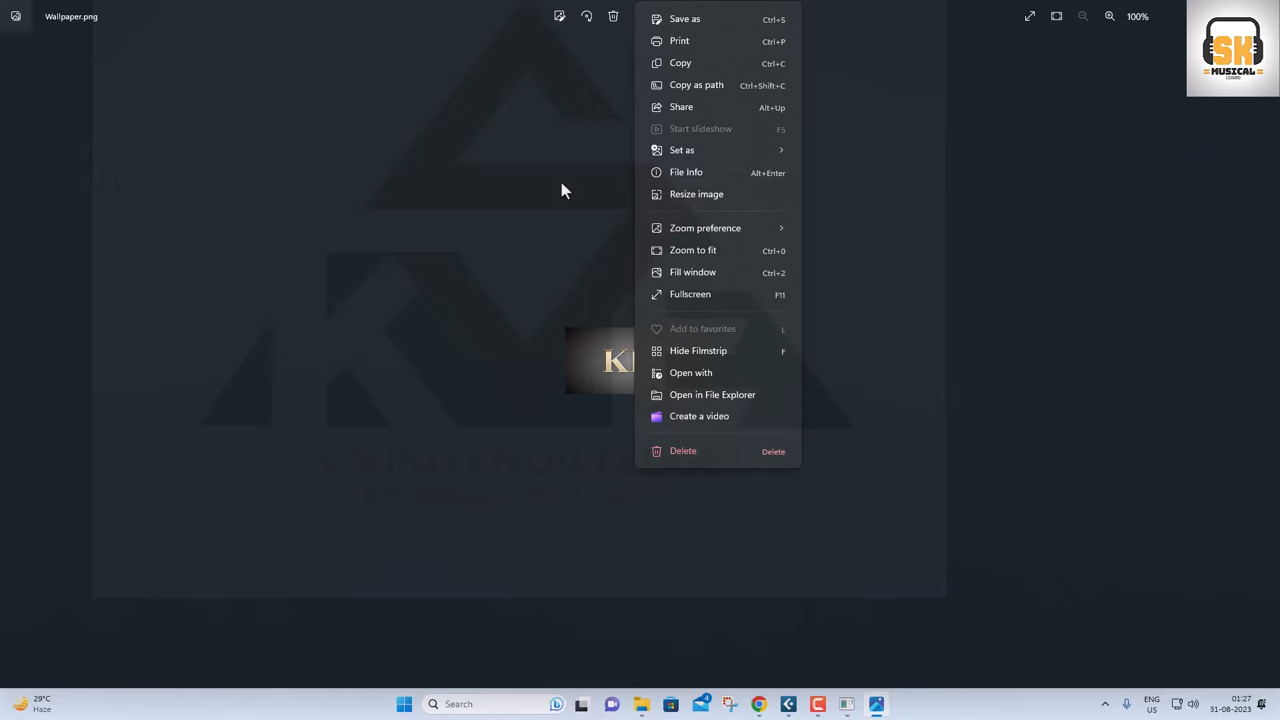 Wallpaper.png
100%
SK
MUSICAL
Save as Ctrl+S
Print Ctrl+P
Copy Ctrl+C
Copy as path Ctrl+Shift+C
Share Alt+Up
Start slideshow F5
Set as
File Info Alt+Enter
Resize image
Zoom preference
Zoom to fit Ctrl+0
Fill window Ctrl+2
Fullscreen F11
Add to favorites L
Hide Filmstrip F
Open with
Open in File Explorer
Create a video
Delete Delete
SOUND KNOW
29°C
Haze
Search
4
ENG
US
01:27
31-08-2023